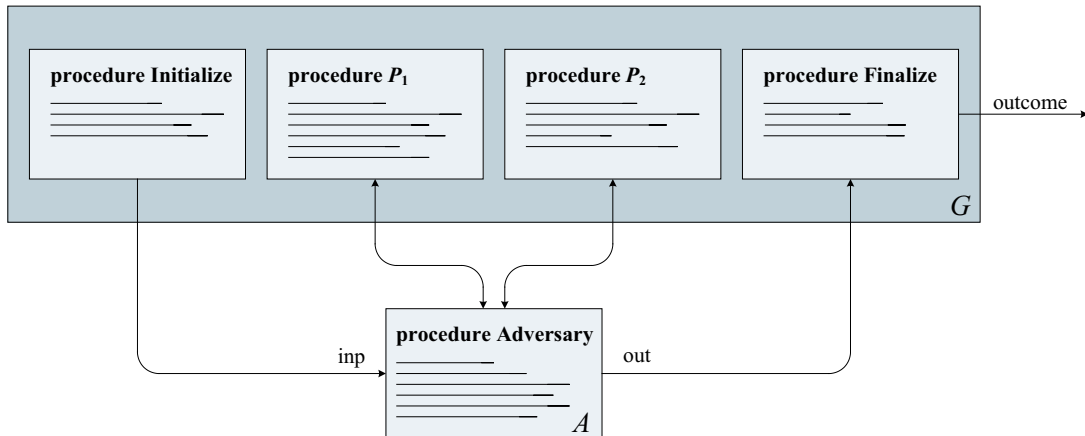 procedure Initialize
procedure P1
procedure P2
procedure Finalize
outcome
G
procedure Adversary
inp
out
A